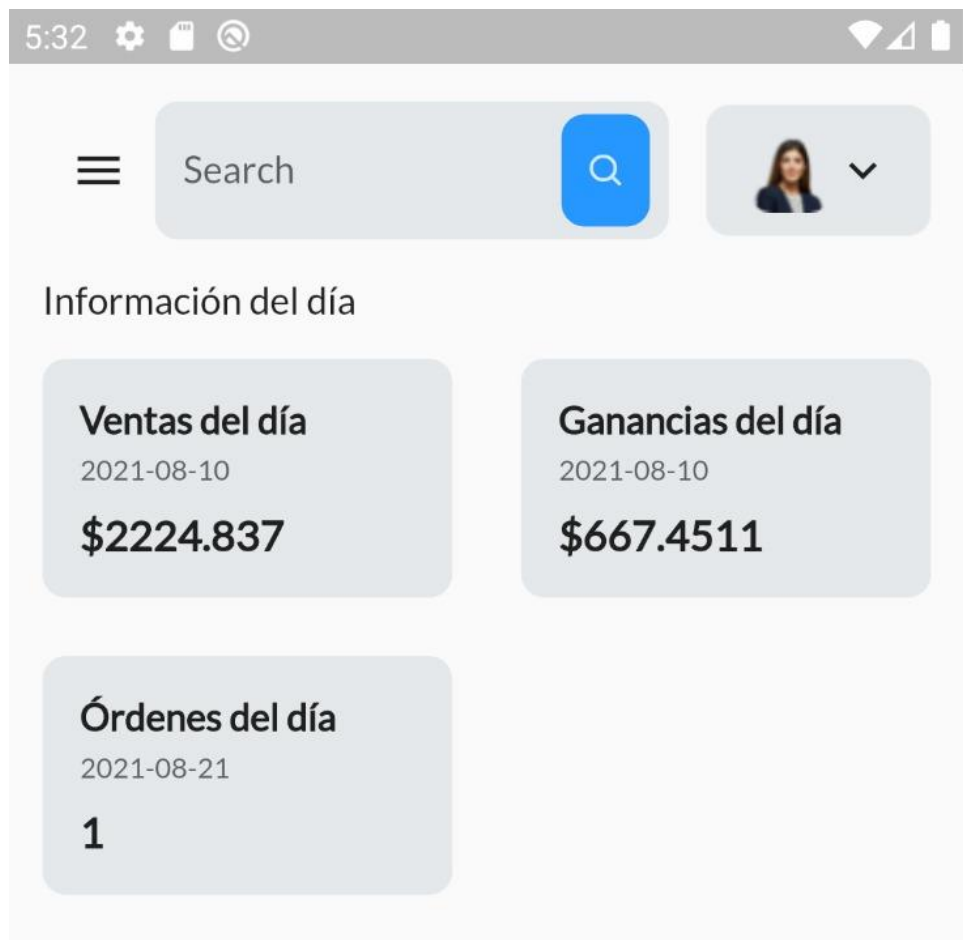 5:32
Search
Información del día
Ventas del día
2021-08-10
$2224.837
Ganancias del día
2021-08-10
$667.4511
Órdenes del día
2021-08-21
1